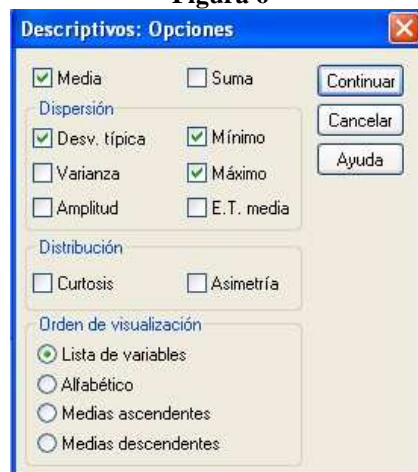 Figura 6
Descriptivos: Opciones
Media
Suma
Continuar
Cancelar
Ayuda
Dispersión
Desv. típica
Mínimo
Varianza
Máximo
Amplitud
E.T. media
Distribución
Curtosis
Asimetría
Orden de visualización
Lista de variables
Alfabético
Medias ascendentes
Medias descendentes